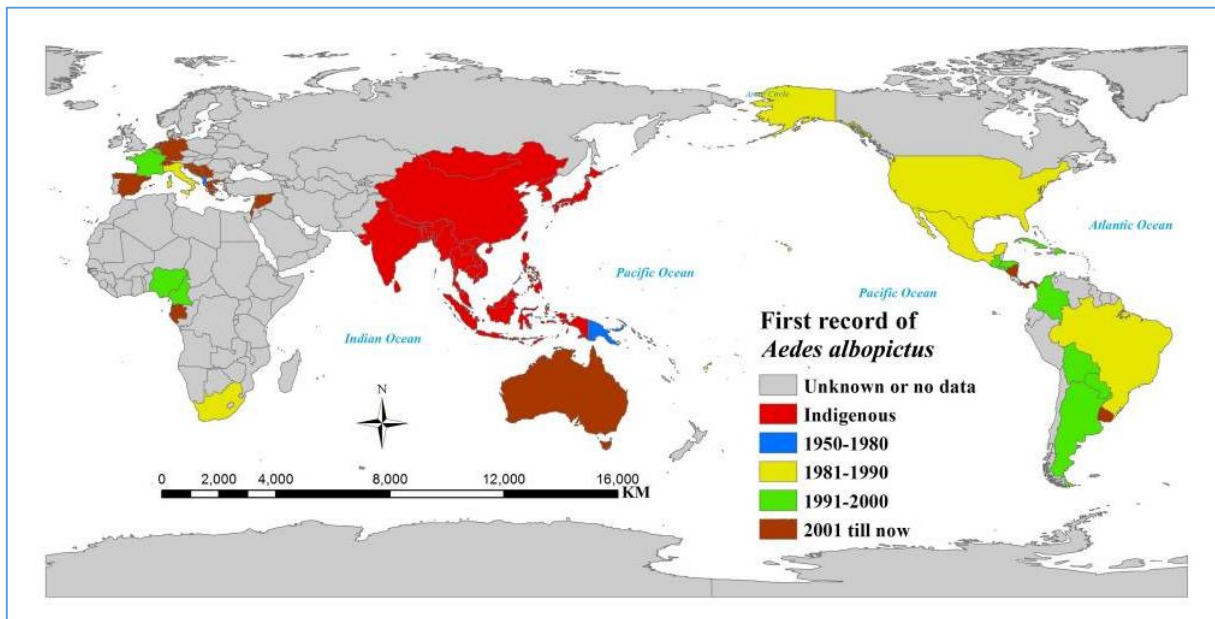 Arctic Circle
Atlantic Ocean
Pacific Ocean
Pacific Ocean
Indian Ocean
N
First record of
Aedes albopictus
Unknown or no data
Indigenous
1950-1980
1981-1990
1991-2000
2001 till now
0 2,000 4,000 8,000 12,000 16,000
KM